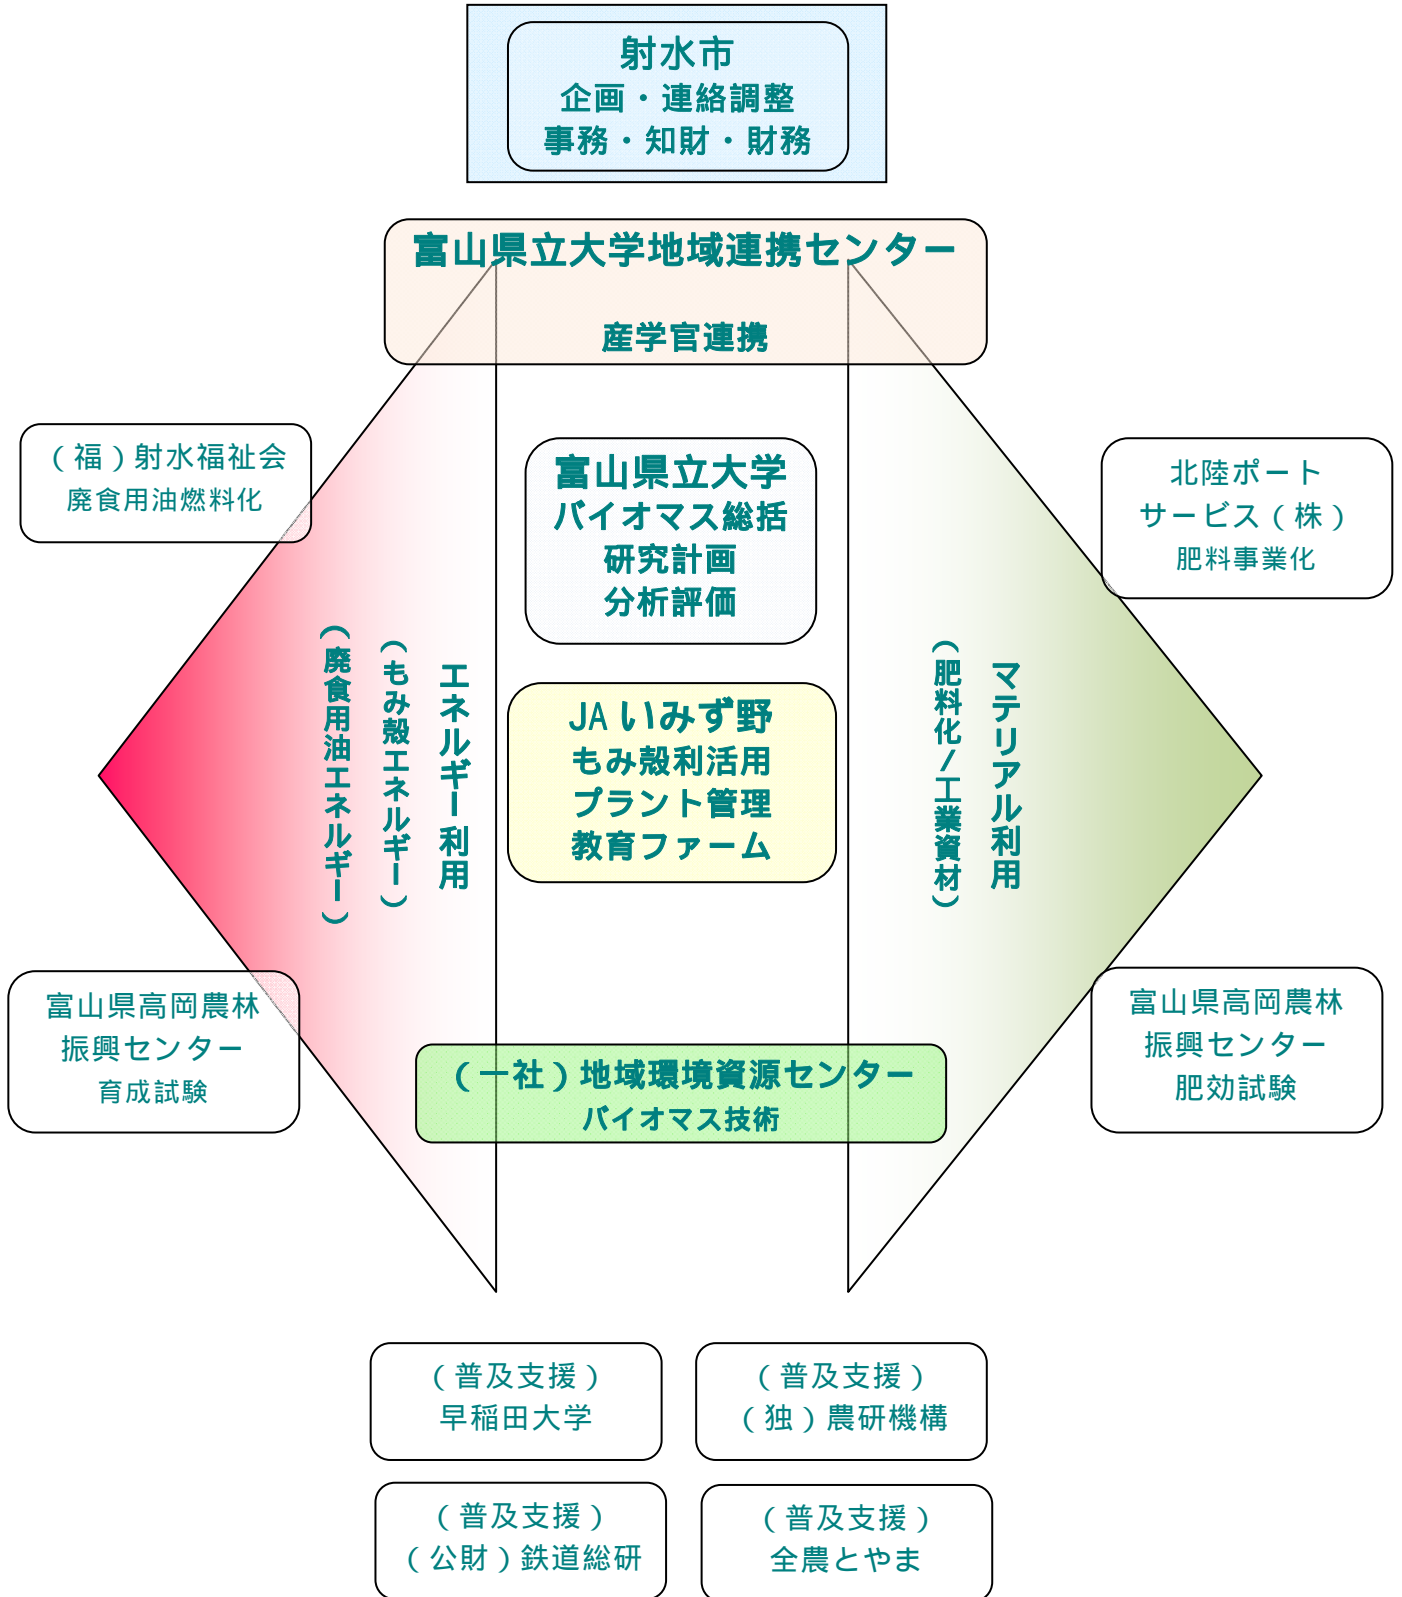 射水市
企画・連絡調整
事務・知財・財務
富山県立大学地域連携センター
産学官連携
（福）射水福祉会
廃食用油燃料化
富山県立大学
バイオマス総括
研究計画
分析評価
北陸ポート
サービス（株）
肥料事業化
エネルギー利用
（もみ殻エネルギー）
（廃食用油エネルギー）
JAいみず野
もみ殻利活用
プラント管理
教育ファーム
マテリアル利用
（肥料化/工業資材）
富山県高岡農林
振興センター
育成試験
（一社）地域環境資源センター
バイオマス技術
富山県高岡農林
振興センター
肥効試験
（普及支援）
早稲田大学
（普及支援）
（独）農研機構
（普及支援）
（公財）鉄道総研
（普及支援）
全農とやま